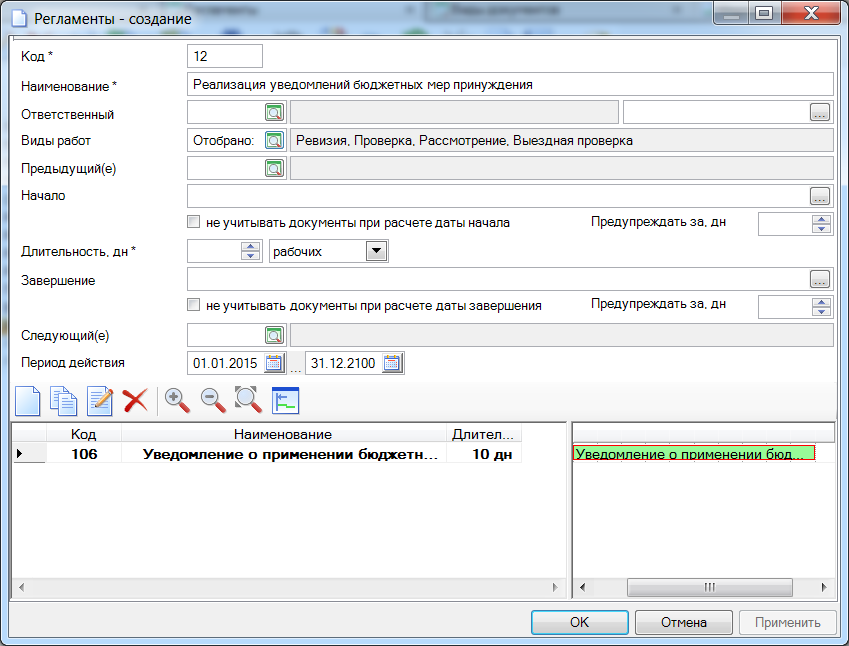 Регламенты - создание
Код *
12
Наименование *
Реализация уведомлений бюджетных мер принуждения
Ответственный
...
Виды работ
Отобрано:
Ревизия, Проверка, Рассмотрение, Выездная проверка
Предыдущий(е)
Начало
...
не учитывать документы при расчете даты начала
Предупреждать за, дн
Длительность, дн *
рабочих
Завершение
...
не учитывать документы при расчете даты завершения
Предупреждать за, дн
Следующий(е)
Период действия
01.01.2015 ... 31.12.2100
Код Наименование Длител...
106 Уведомление о применении бюджетн... 10 дн
Уведомление о применении бюд...
OK Отмена Применить